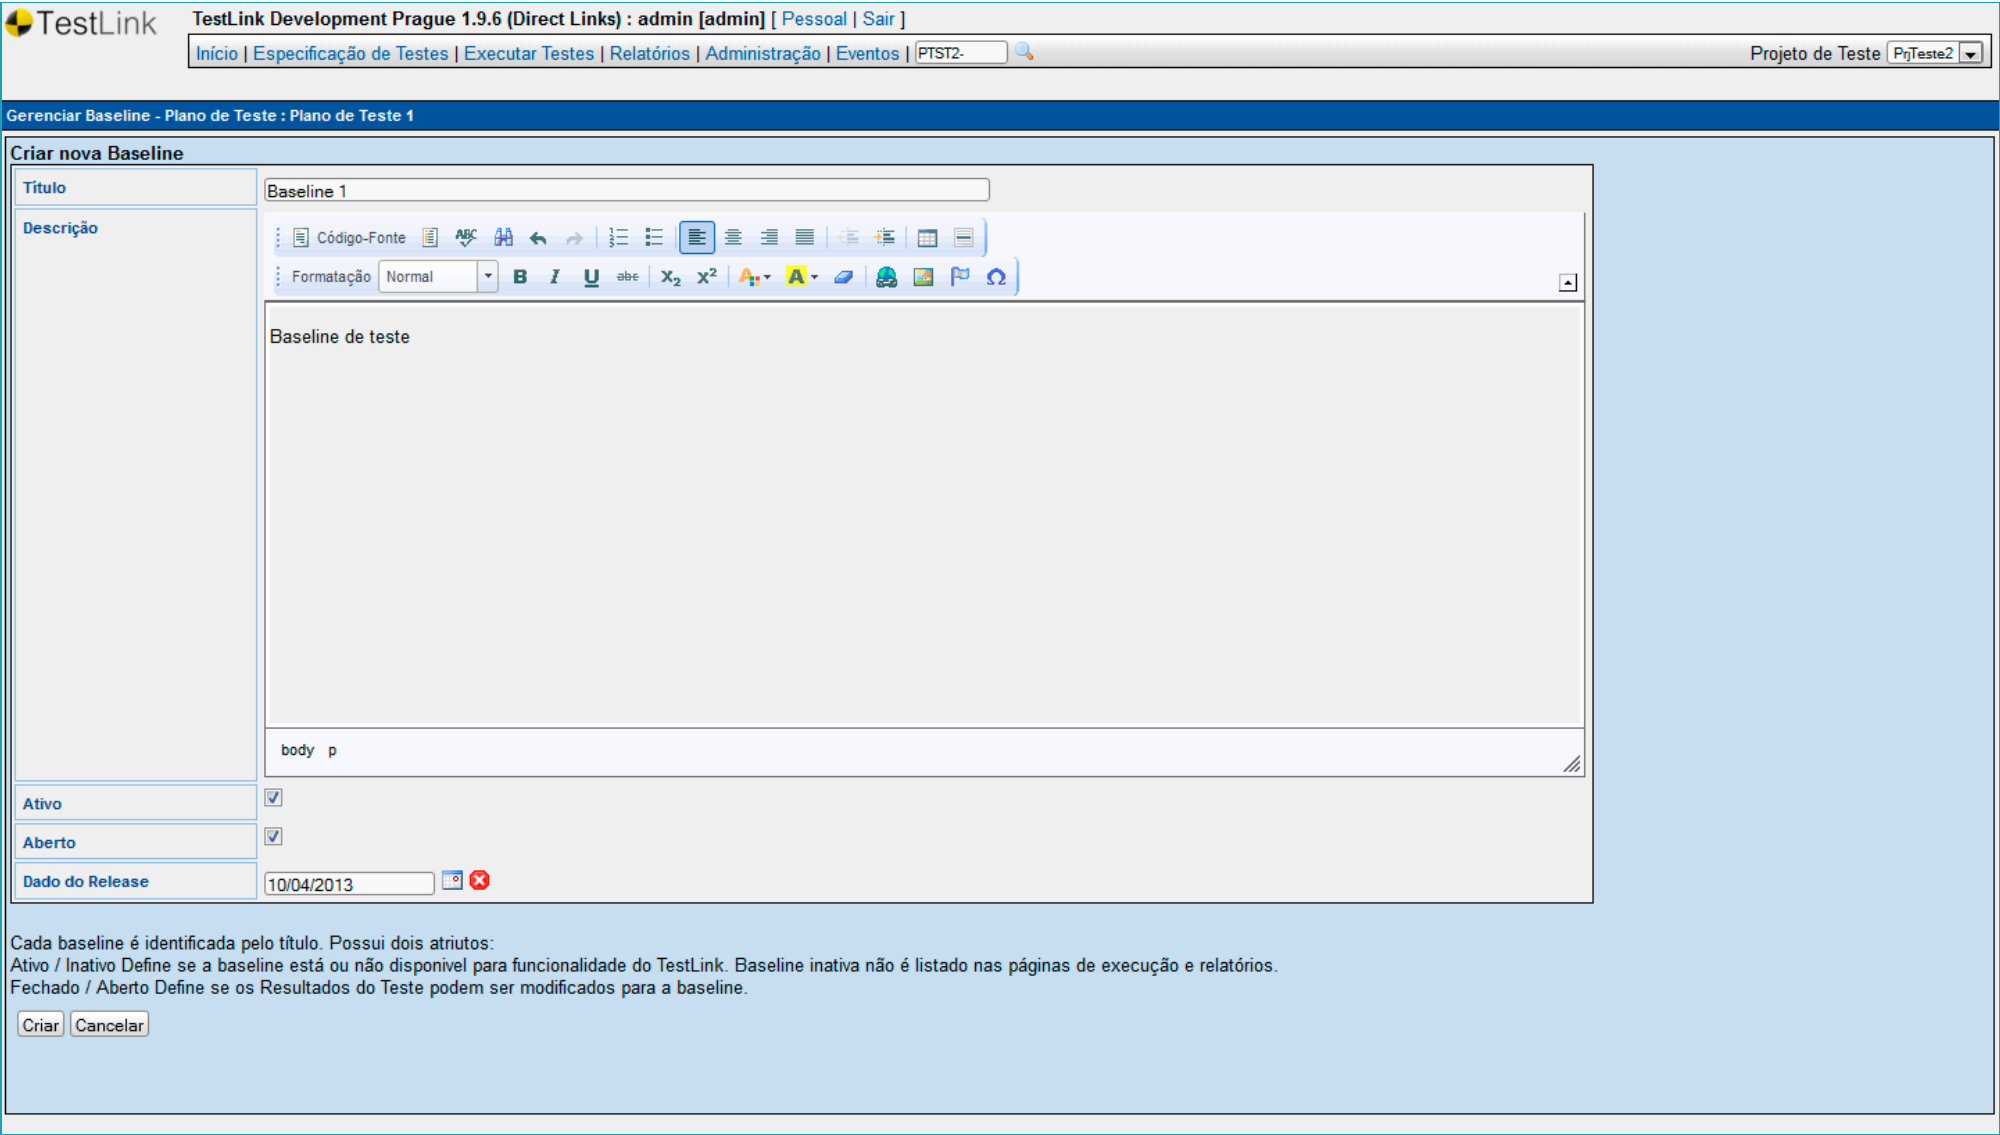 TestLink
TestLink Development Prague 1.9.6 (Direct Links) : admin [admin] [ Pessoal | Sair ]
Início | Especificação de Testes | Executar Testes | Relatórios | Administração | Eventos | PTST2-
Projeto de Teste PrjTeste2
Gerenciar Baseline - Plano de Teste : Plano de Teste 1
Criar nova Baseline
Título
Baseline 1
Descrição
Código-Fonte
ABC
Formatação Normal
B I U abc X2 X2 A A Ω
Baseline de teste
body p
Ativo
Aberto
Dado do Release
10/04/2013
Cada baseline é identificada pelo título. Possui dois atriutos:
Ativo / Inativo Define se a baseline está ou não disponivel para funcionalidade do TestLink. Baseline inativa não é listado nas páginas de execução e relatórios.
Fechado / Aberto Define se os Resultados do Teste podem ser modificados para a baseline.
Criar Cancelar